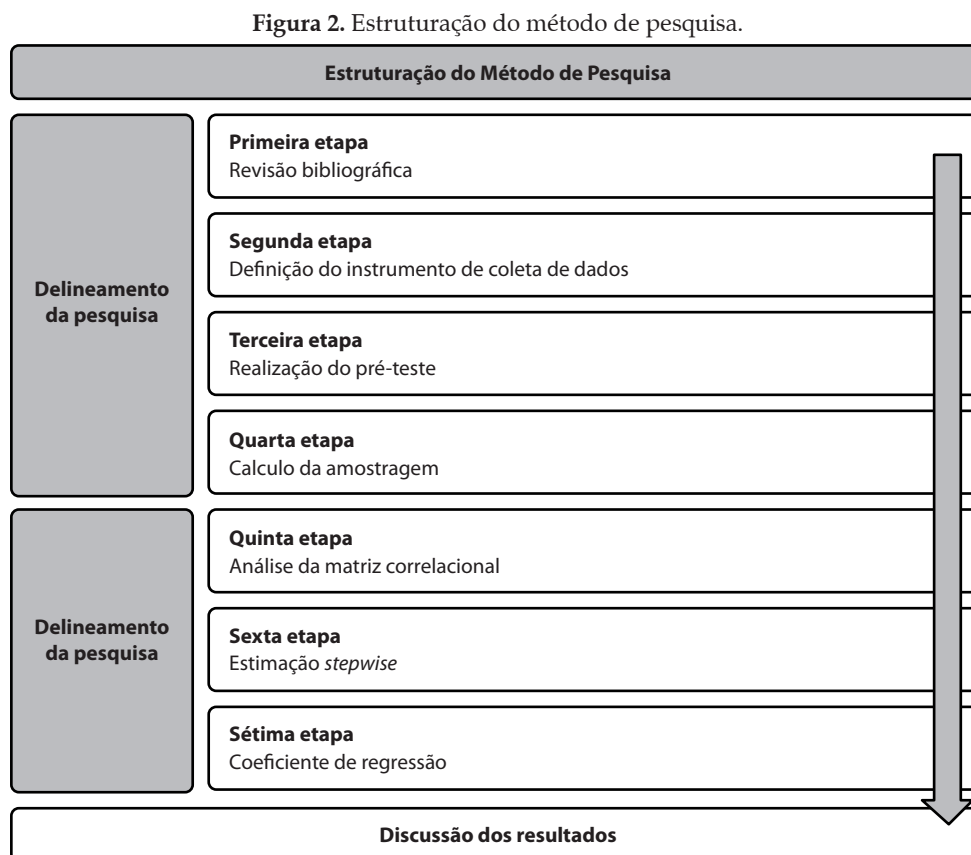 Figura 2. Estruturação do método de pesquisa.
Estruturação do Método de Pesquisa
Delineamento
da pesquisa
Primeira etapa
Revisão bibliográfica
Segunda etapa
Definição do instrumento de coleta de dados
Terceira etapa
Realização do pré-teste
Quarta etapa
Calculo da amostragem
Delineamento
da pesquisa
Quinta etapa
Análise da matriz correlacional
Sexta etapa
Estimação stepwise
Sétima etapa
Coeficiente de regressão
Discussão dos resultados